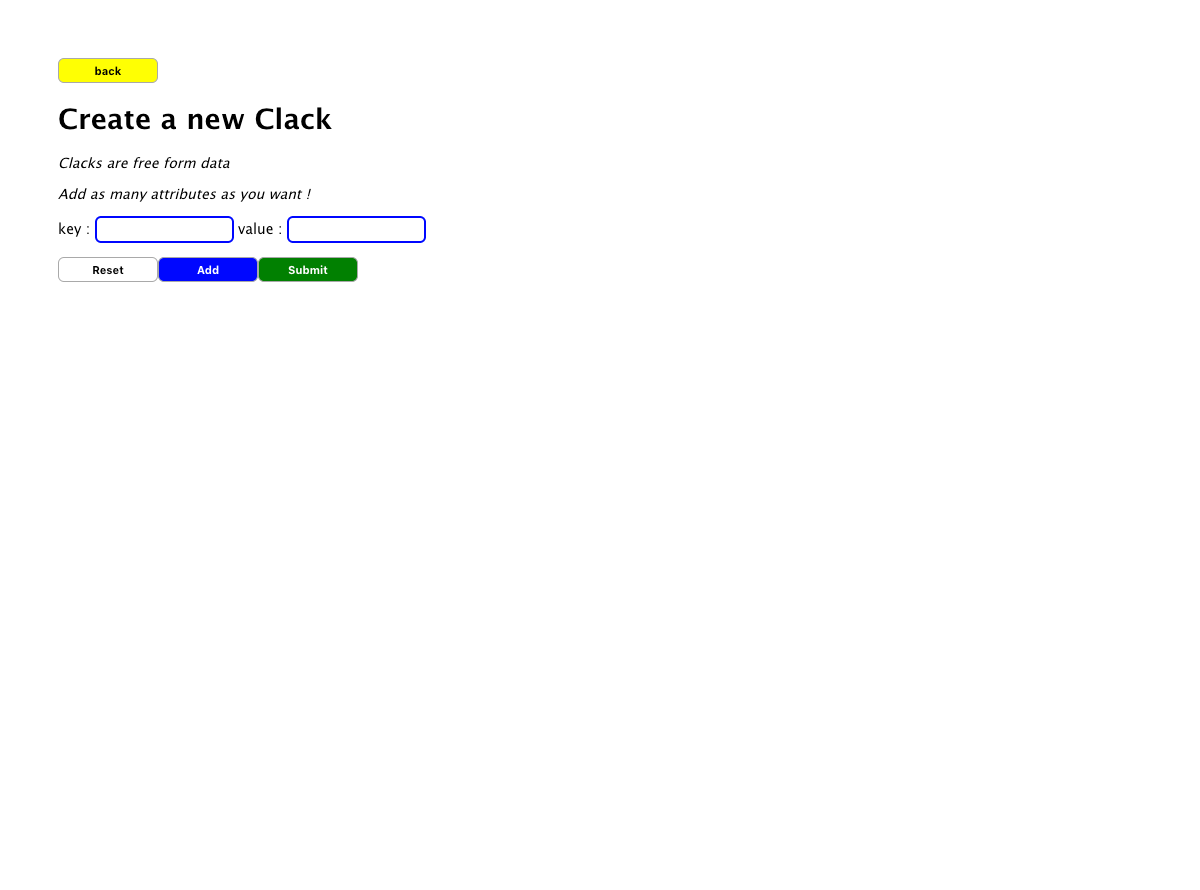 back
Create a new Clack
Clacks are free form data
Add as many attributes as you want !
key : value :
Reset Add Submit